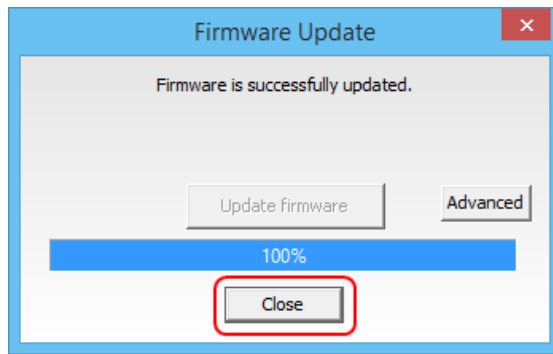 Firmware Update
Firmware is successfully updated.
Update firmware
Advanced
100%
Close